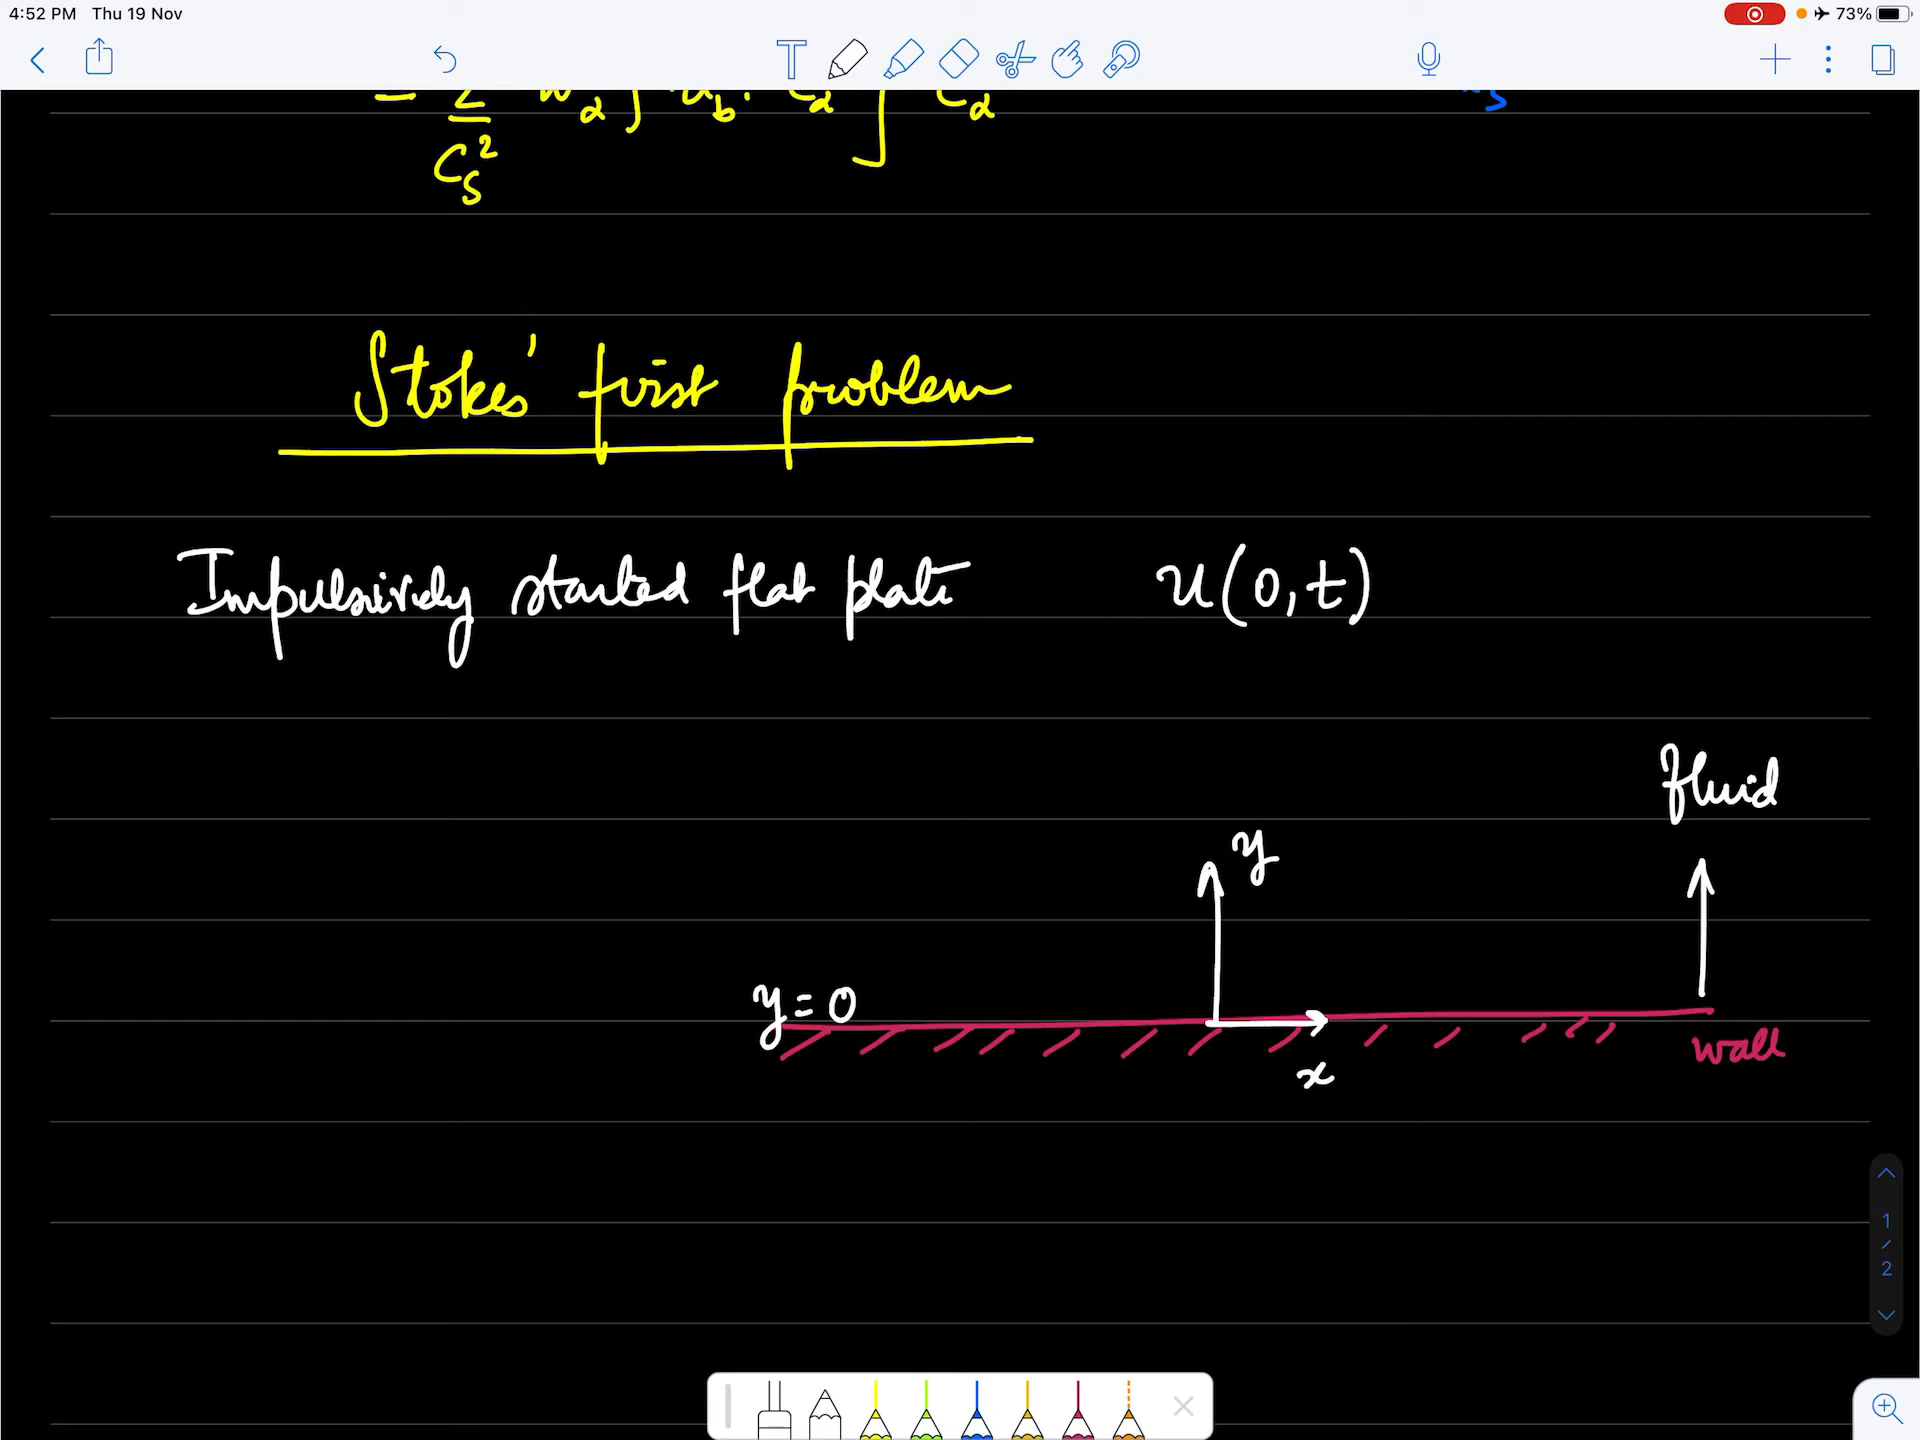 4:52 PM Thu 19 Nov
73%
Cs²
Stokes' first problem
Impulsively started flat plate u(0,t)
fluid
y
y=0
wall
x
1
/
2